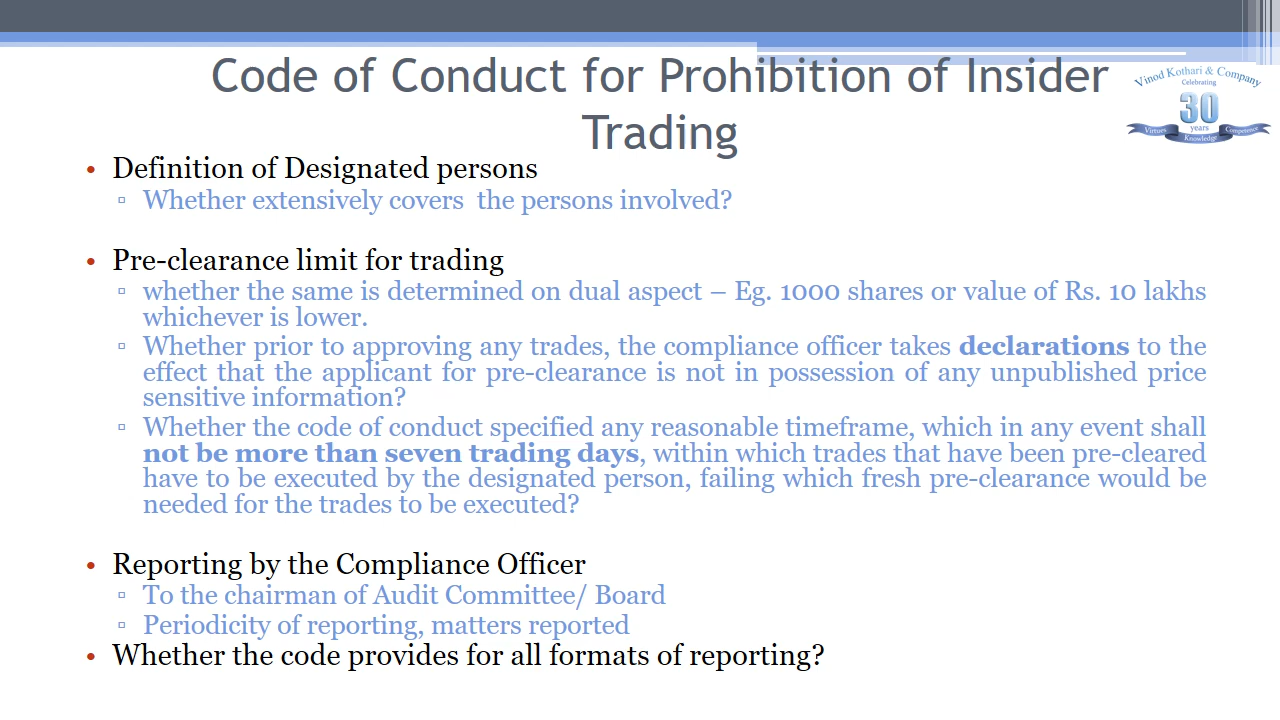 Code of Conduct for Prohibition of Insider
Trading
Vinod Kothari & Company
Celebrating
30
years
Virtues
Knowledge
Competence
• Definition of Designated persons
▫ Whether extensively covers the persons involved?
• Pre-clearance limit for trading
▫ whether the same is determined on dual aspect – Eg. 1000 shares or value of Rs. 10 lakhs
whichever is lower.
▫ Whether prior to approving any trades, the compliance officer takes declarations to the
effect that the applicant for pre-clearance is not in possession of any unpublished price
sensitive information?
▫ Whether the code of conduct specified any reasonable timeframe, which in any event shall
not be more than seven trading days, within which trades that have been pre-cleared
have to be executed by the designated person, failing which fresh pre-clearance would be
needed for the trades to be executed?
• Reporting by the Compliance Officer
▫ To the chairman of Audit Committee/ Board
▫ Periodicity of reporting, matters reported
• Whether the code provides for all formats of reporting?